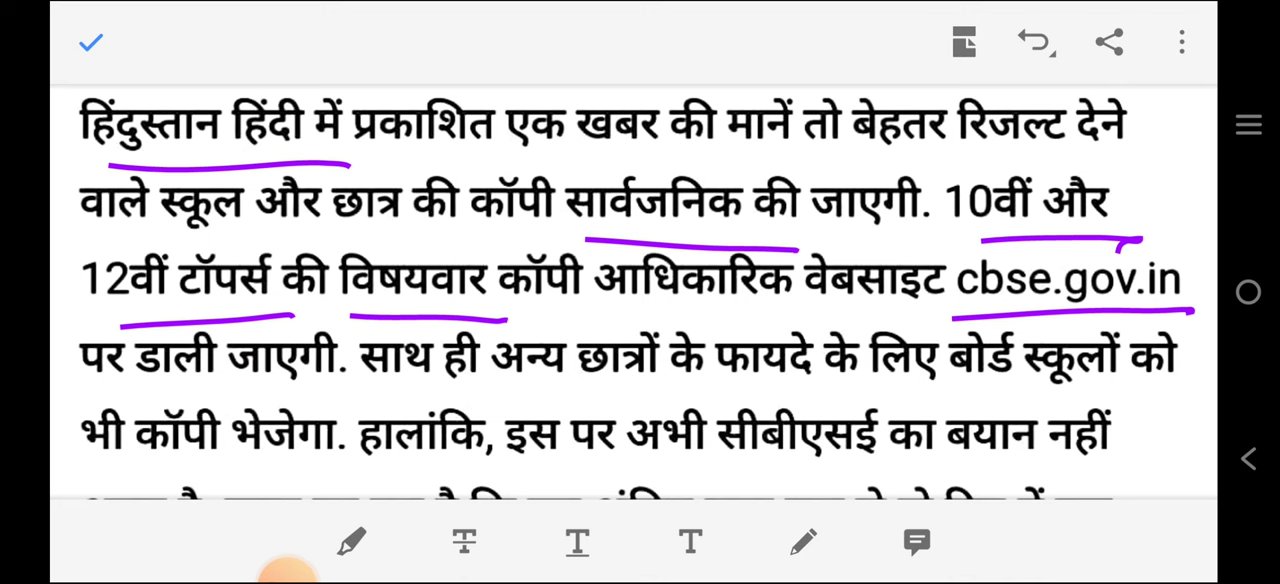 हिंदुस्तान हिंदी में प्रकाशित एक खबर की मानें तो बेहतर रिजल्ट देने
वाले स्कूल और छात्र की कॉपी सार्वजनिक की जाएगी. 10वीं और
12वीं टॉपर्स की विषयवार कॉपी आधिकारिक वेबसाइट cbse.gov.in
पर डाली जाएगी. साथ ही अन्य छात्रों के फायदे के लिए बोर्ड स्कूलों को
भी कॉपी भेजेगा. हालांकि, इस पर अभी सीबीएसई का बयान नहीं